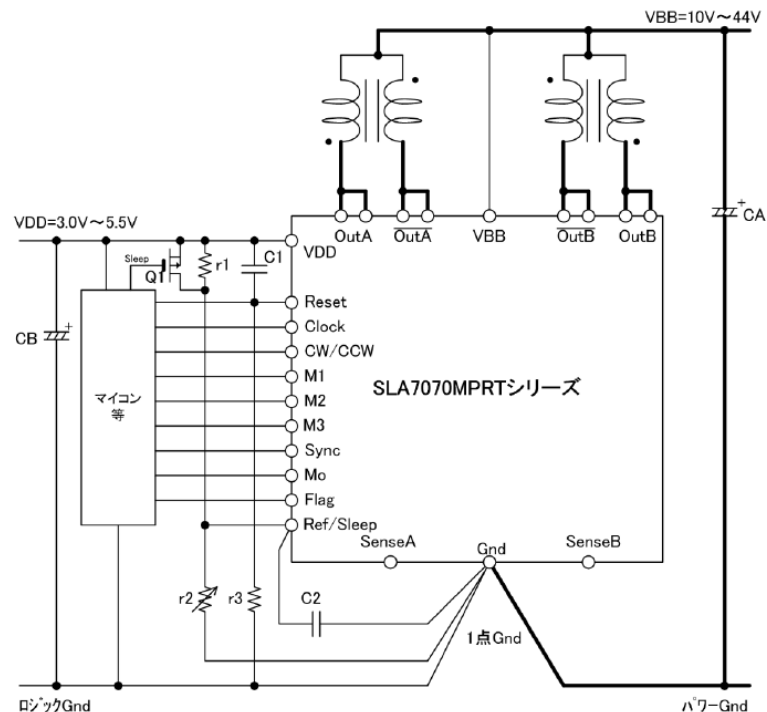 VBB=10V～44V
CA
OutA
OutA
VBB
OutB
OutB
VDD=3.0V～5.5V
VDD
Sleep
Q1
r1
C1
CB
マイコン
等
Reset
Clock
CW/CCW
M1
M2
M3
Sync
Mo
Flag
Ref/Sleep
SLA7070MPRTシリーズ
SenseA
Gnd
SenseB
r2
r3
C2
1点Gnd
ロジックGnd
パワーGnd